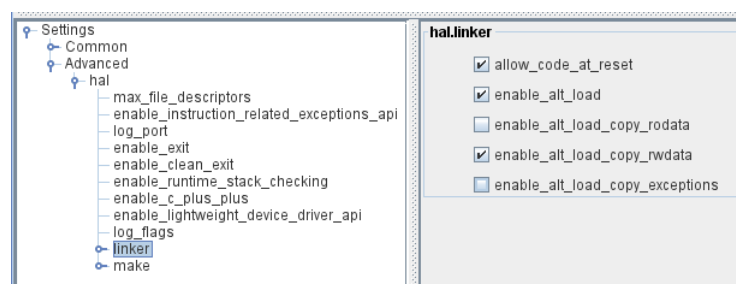 Settings
Common
Advanced
hal
max_file_descriptors
enable_instruction_related_exceptions_api
log_port
enable_exit
enable_clean_exit
enable_runtime_stack_checking
enable_c_plus_plus
enable_lightweight_device_driver_api
log_flags
linker
make
hal.linker
allow_code_at_reset
enable_alt_load
enable_alt_load_copy_rodata
enable_alt_load_copy_rwdata
enable_alt_load_copy_exceptions